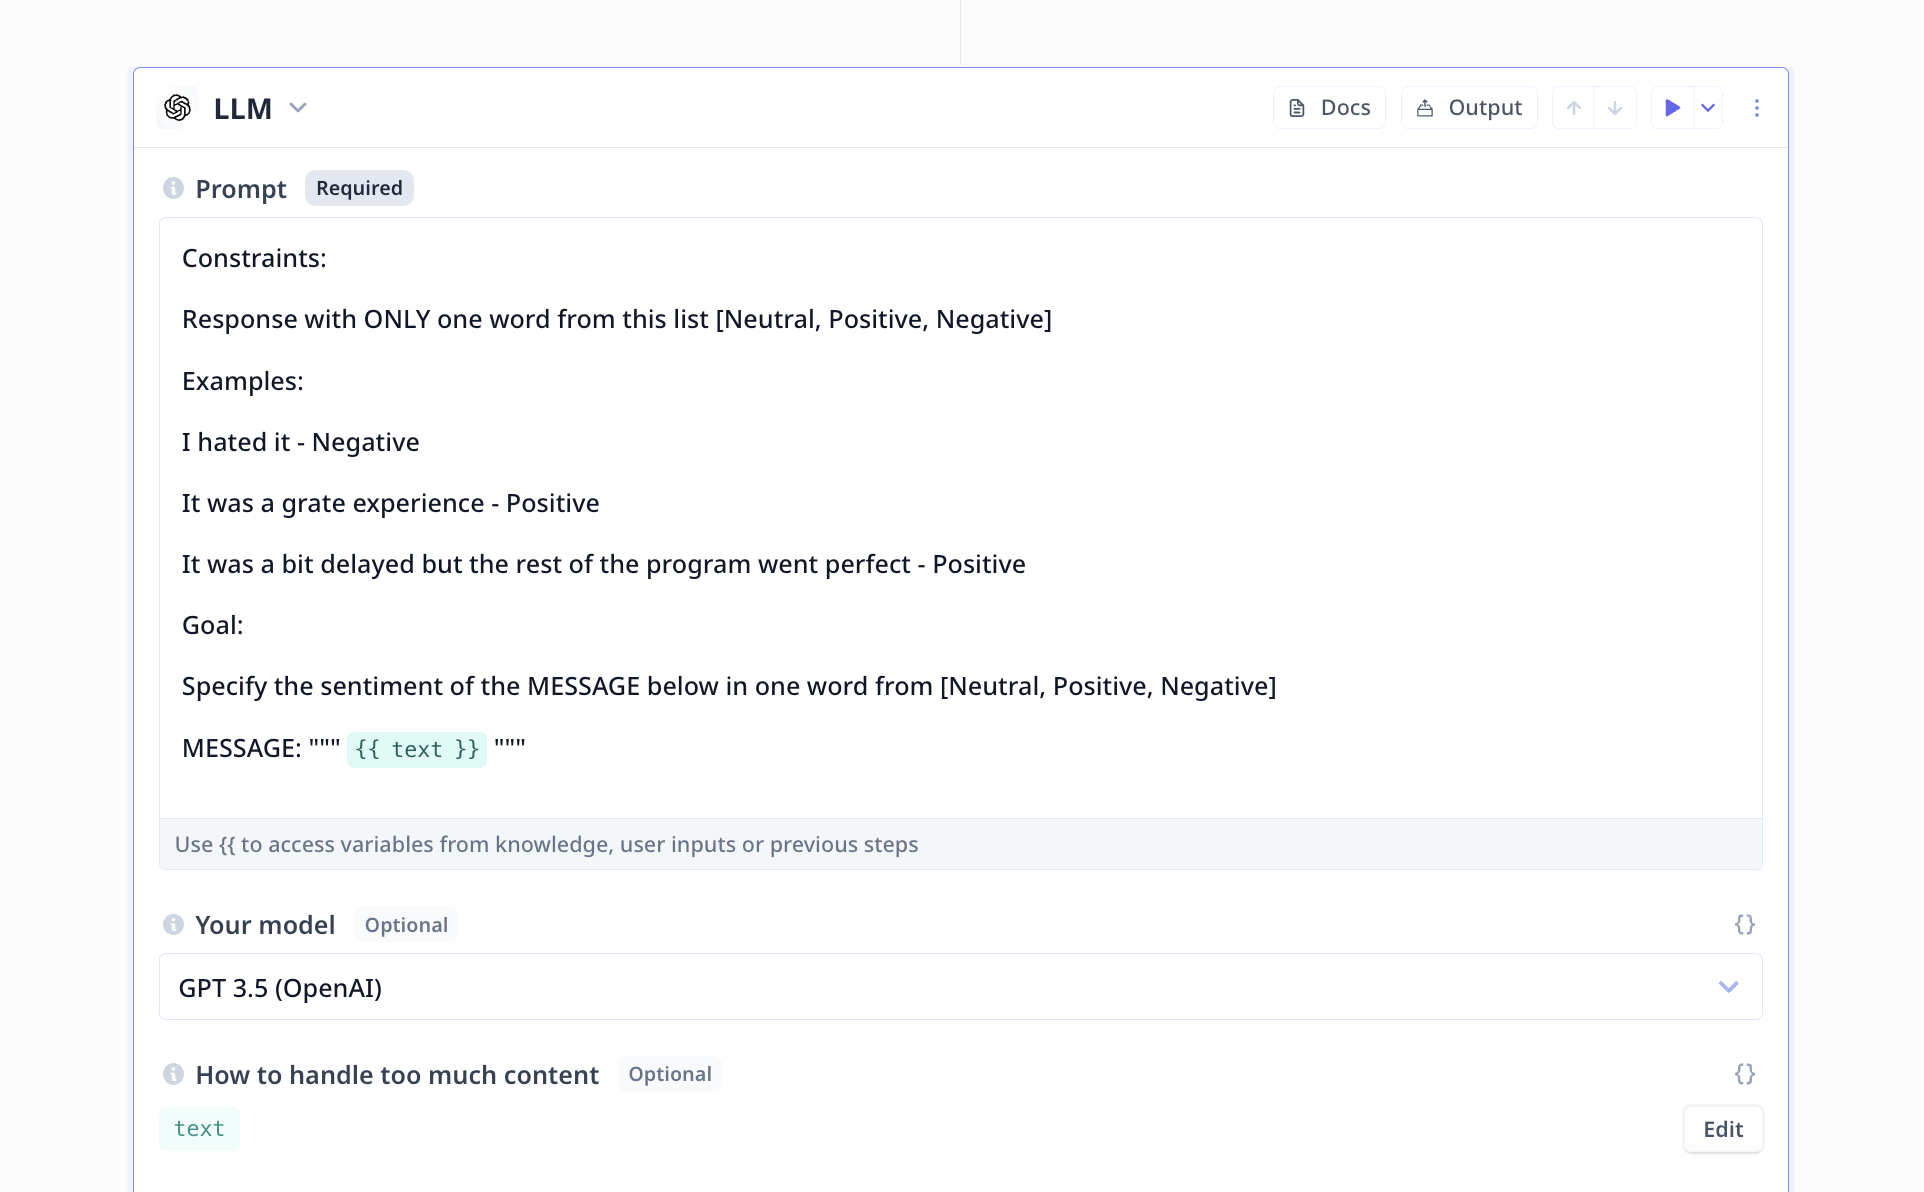 LLM
Docs
Output
Prompt
Required
Constraints:
Response with ONLY one word from this list [Neutral, Positive, Negative]
Examples:
I hated it - Negative
It was a grate experience - Positive
It was a bit delayed but the rest of the program went perfect - Positive
Goal:
Specify the sentiment of the MESSAGE below in one word from [Neutral, Positive, Negative]
MESSAGE: """ {{ text }} """
Use {{ to access variables from knowledge, user inputs or previous steps
Your model
Optional
{}
GPT 3.5 (OpenAI)
How to handle too much content
Optional
{}
text
Edit